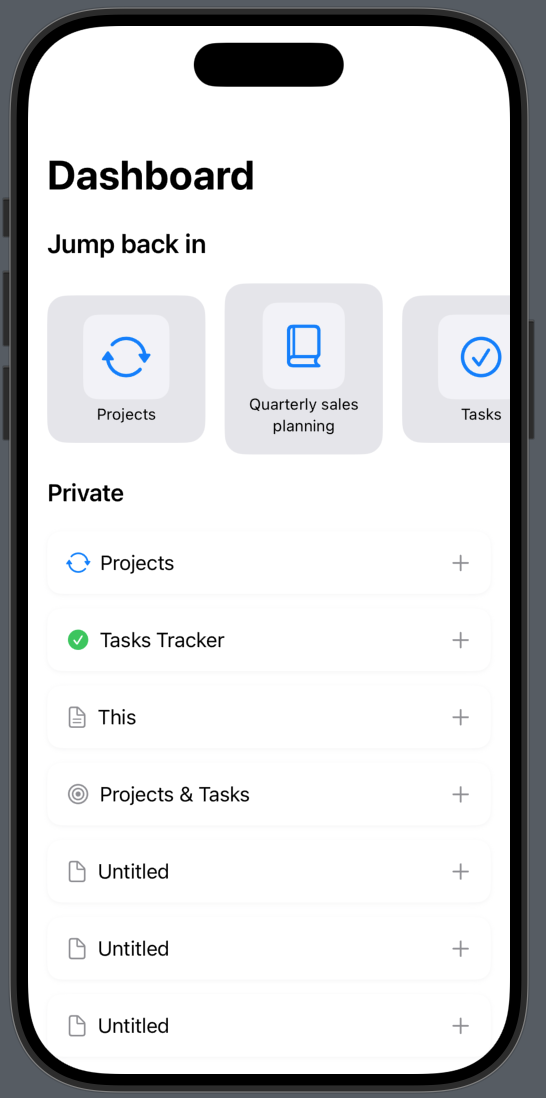 Dashboard
Jump back in
Projects
Quarterly sales
planning
Tasks
Private
Projects
Tasks Tracker
This
Projects & Tasks
Untitled
Untitled
Untitled